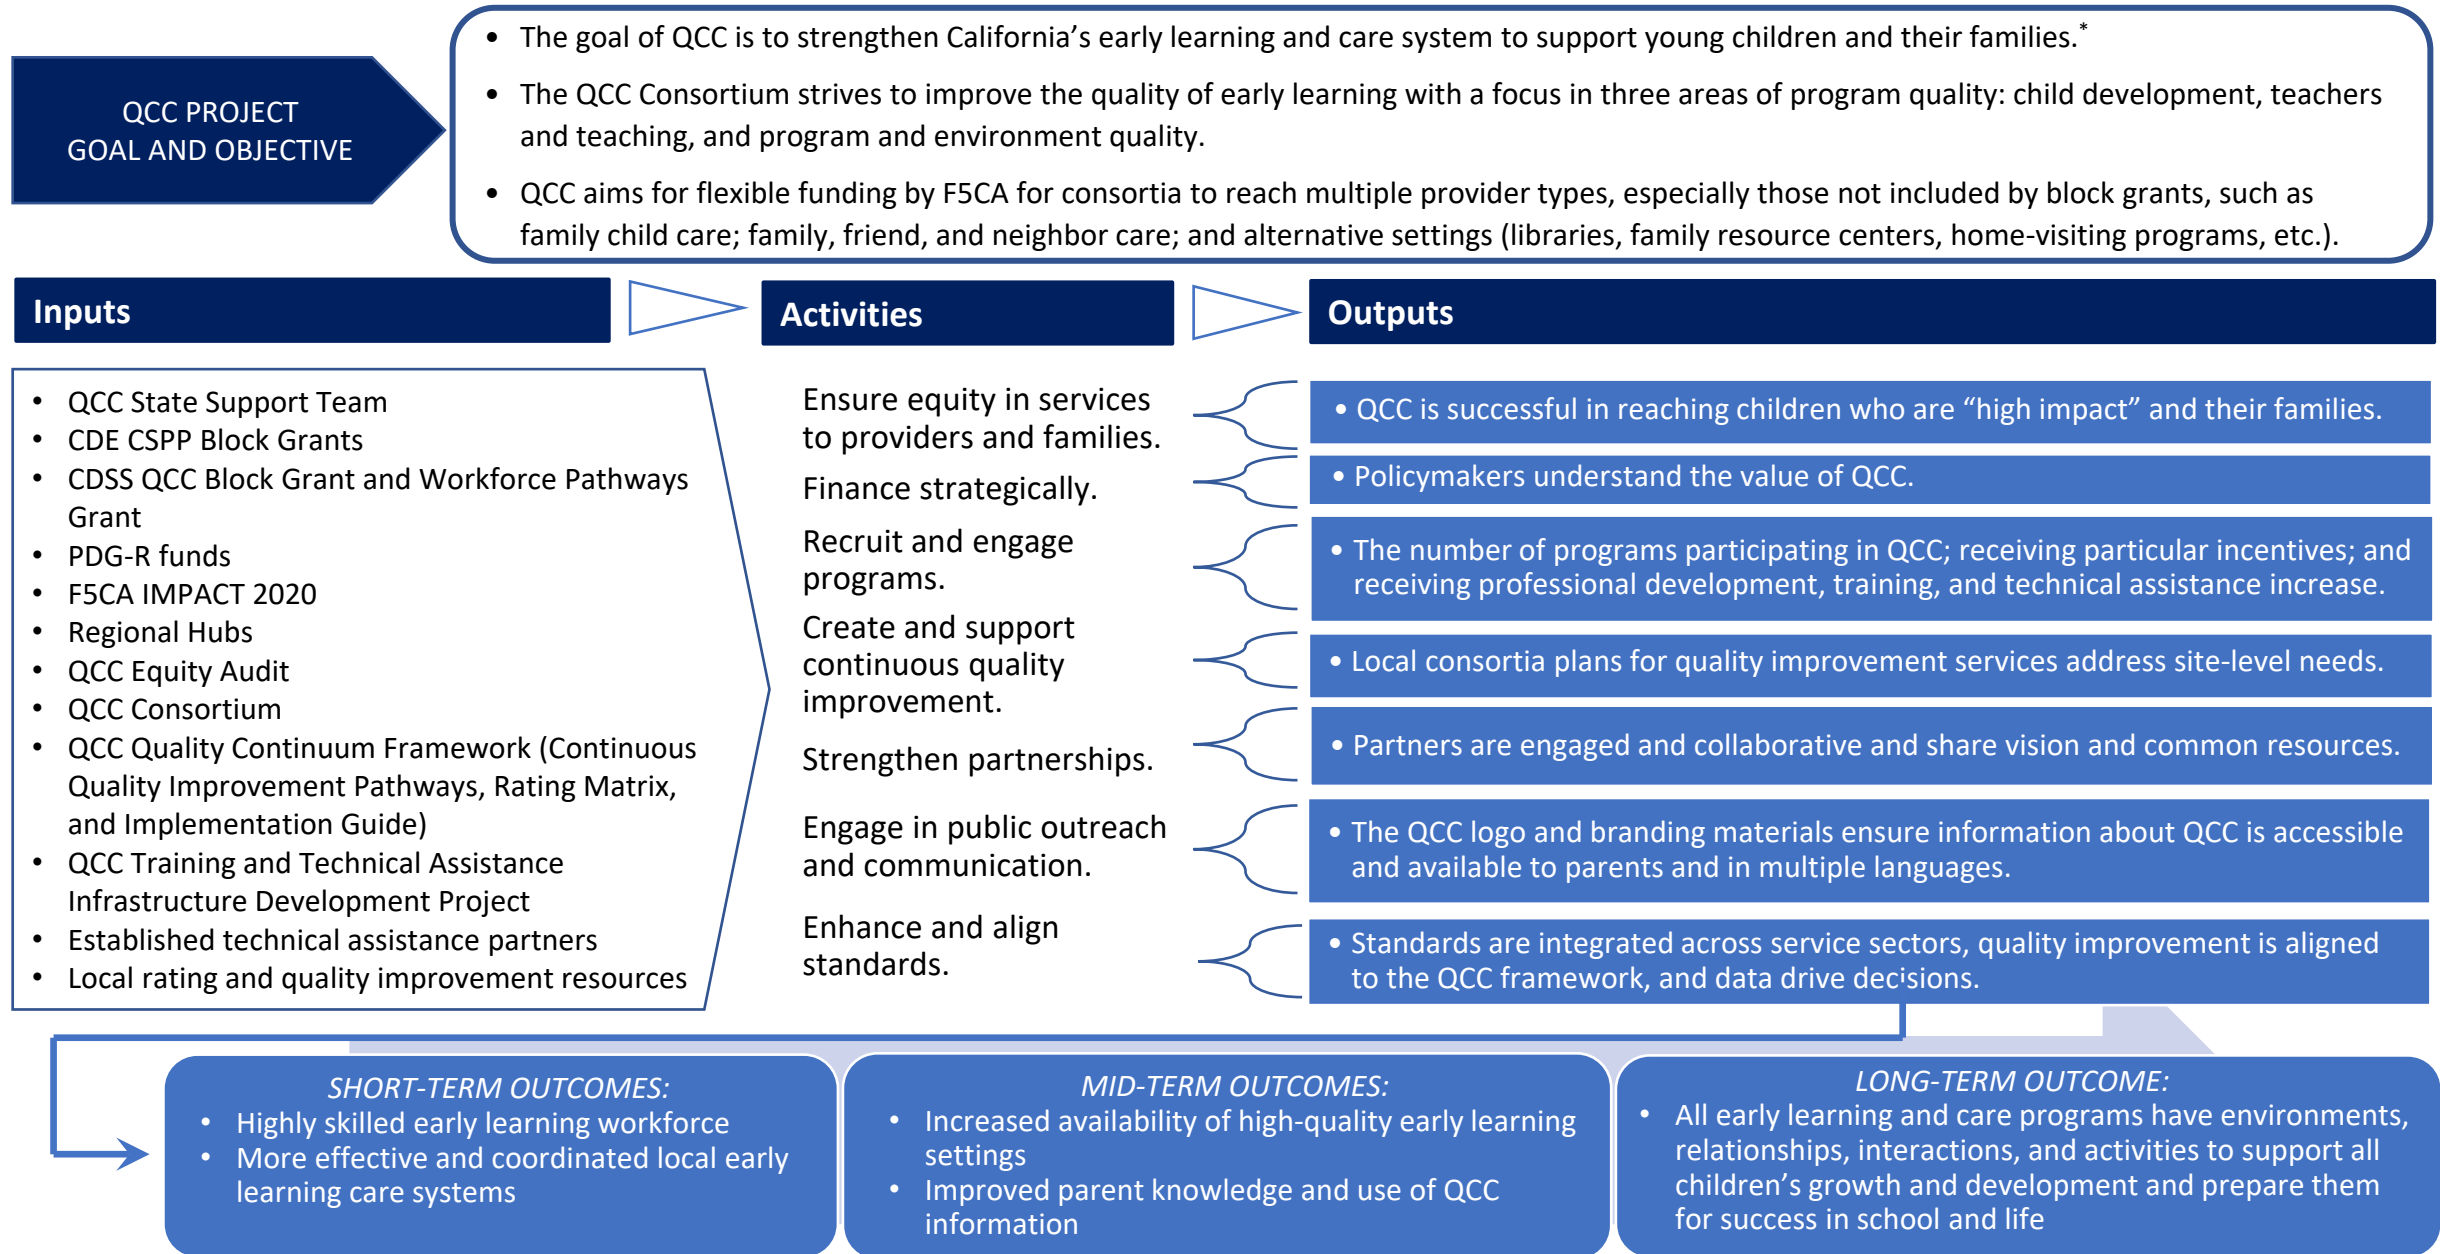 QCC PROJECT
GOAL AND OBJECTIVE
• The goal of QCC is to strengthen California’s early learning and care system to support young children and their families.*
• The QCC Consortium strives to improve the quality of early learning with a focus in three areas of program quality: child development, teachers
and teaching, and program and environment quality.
• QCC aims for flexible funding by F5CA for consortia to reach multiple provider types, especially those not included by block grants, such as
family child care; family, friend, and neighbor care; and alternative settings (libraries, family resource centers, home-visiting programs, etc.).
Inputs
• QCC State Support Team
• CDE CSPP Block Grants
• CDSS QCC Block Grant and Workforce Pathways
Grant
• PDG-R funds
• F5CA IMPACT 2020
• Regional Hubs
• QCC Equity Audit
• QCC Consortium
• QCC Quality Continuum Framework (Continuous
Quality Improvement Pathways, Rating Matrix,
and Implementation Guide)
• QCC Training and Technical Assistance
Infrastructure Development Project
• Established technical assistance partners
• Local rating and quality improvement resources
Activities
Ensure equity in services
to providers and families.
Finance strategically.
Recruit and engage
programs.
Create and support
continuous quality
improvement.
Strengthen partnerships.
Engage in public outreach
and communication.
Enhance and align
standards.
Outputs
• QCC is successful in reaching children who are “high impact” and their families.
• Policymakers understand the value of QCC.
• The number of programs participating in QCC; receiving particular incentives; and
receiving professional development, training, and technical assistance increase.
• Local consortia plans for quality improvement services address site-level needs.
• Partners are engaged and collaborative and share vision and common resources.
• The QCC logo and branding materials ensure information about QCC is accessible
and available to parents and in multiple languages.
• Standards are integrated across service sectors, quality improvement is aligned
to the QCC framework, and data drive decisions.
SHORT-TERM OUTCOMES:
• Highly skilled early learning workforce
• More effective and coordinated local early
learning care systems
MID-TERM OUTCOMES:
• Increased availability of high-quality early learning
settings
• Improved parent knowledge and use of QCC
information
LONG-TERM OUTCOME:
• All early learning and care programs have environments,
relationships, interactions, and activities to support all
children’s growth and development and prepare them
for success in school and life